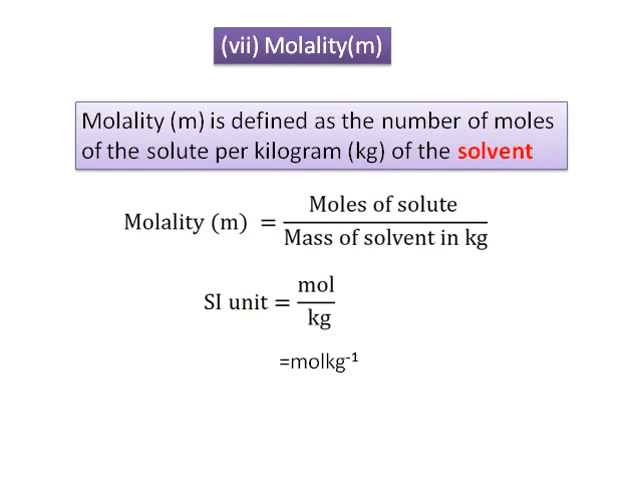 (vii) Molality(m)
Molality (m) is defined as the number of moles
of the solute per kilogram (kg) of the solvent
Molality (m) = Moles of solute / Mass of solvent in kg
SI unit = mol / kg
=molkg⁻¹